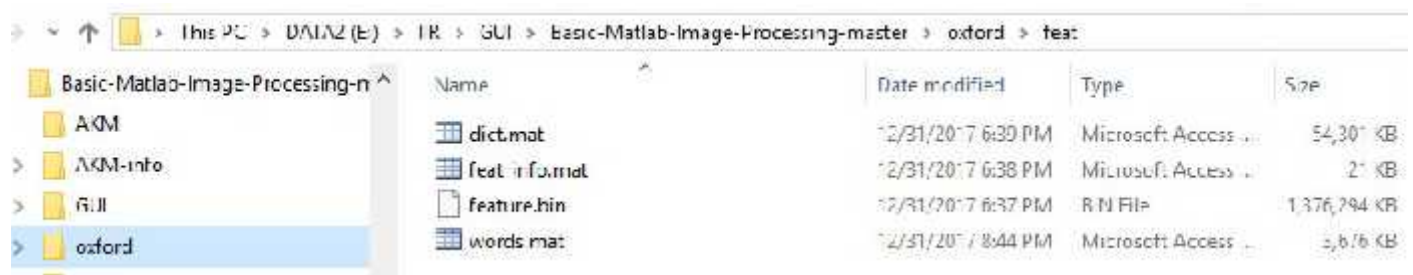 This PC > DATA2 (E:) > TR > GUI > Basic-Matlab-Image-Processing-master > oxford > feat
Basic-Matlab-Image-Processing-m
Name Date modified Type Size
AKM
dict.mat 12/31/2017 6:39 PM Microsoft Access ... 54,301 KB
AKM-info
feat_info.mat 12/31/2017 6:38 PM Microsoft Access ... 21 KB
GUI
feature.bin 12/31/2017 6:37 PM BIN File 1,376,294 KB
oxford
words.mat 12/31/2017 8:44 PM Microsoft Access ... KB